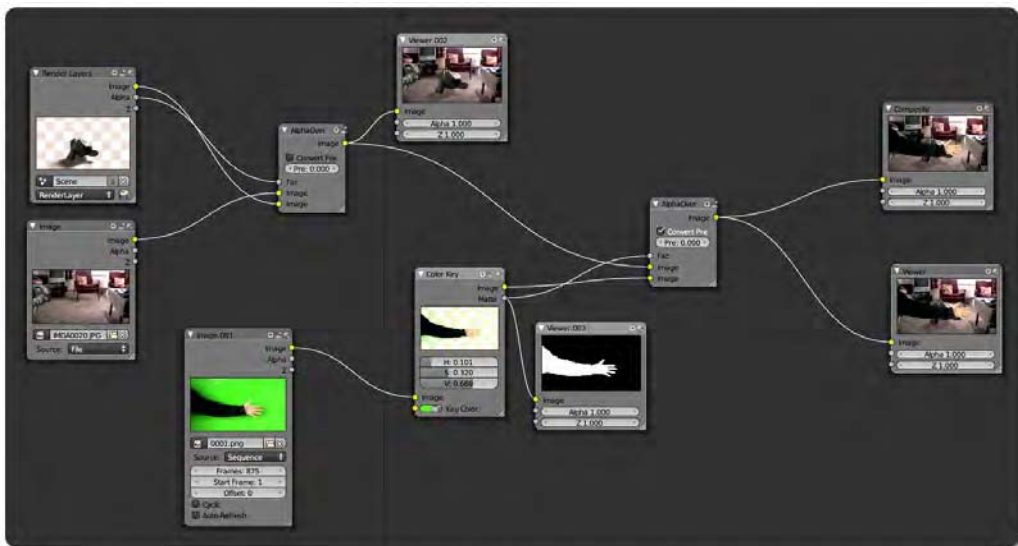 Render Layers
Image
Alpha
Z
Scene
RenderLayer
Image
Image
Alpha
Z
IMGA0020.JPG
Source: File
Image.001
Image
Alpha
Z
0001.png
Source: Sequence
Frames: 875
Start Frame: 1
Offset: 0
Cyclic
Auto-Refresh
AlphaOver
Image
Convert Pre
Pre: 0.000
Fac
Image
Image
Viewer.002
Image
Alpha 1.000
Z 1.000
Color Key
Image
Matte
H: 0.101
S: 0.320
V: 0.668
Image
Key Color
Viewer.003
Image
Alpha 1.000
Z 1.000
AlphaOver
Image
Convert Pre
Pre: 0.000
Fac
Image
Image
Composite
Image
Alpha 1.000
Z 1.000
Viewer
Image
Alpha 1.000
Z 1.000